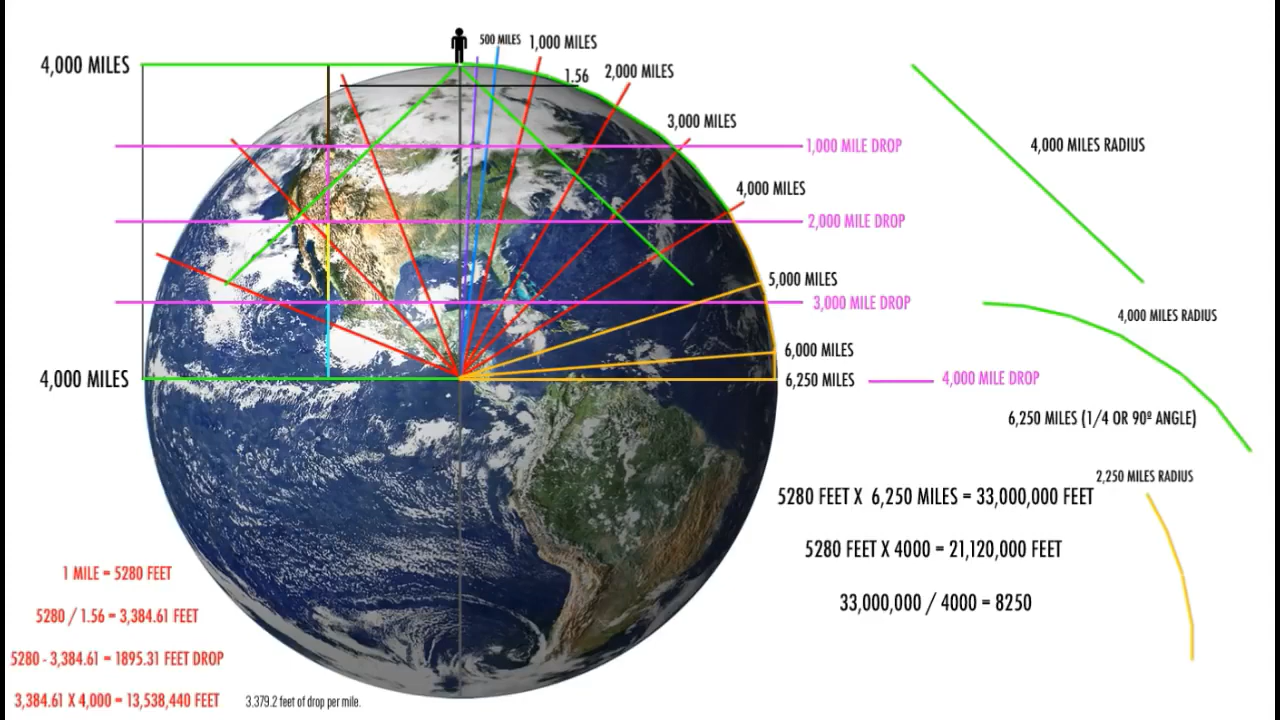 500 MILES
1,000 MILES
4,000 MILES
1.56
2,000 MILES
3,000 MILES
1,000 MILE DROP
4,000 MILES RADIUS
4,000 MILES
2,000 MILE DROP
5,000 MILES
3,000 MILE DROP
4,000 MILES RADIUS
6,000 MILES
4,000 MILES
6,250 MILES
4,000 MILE DROP
6,250 MILES (1/4 OR 90º ANGLE)
2,250 MILES RADIUS
5280 FEET X 6,250 MILES = 33,000,000 FEET
5280 FEET X 4000 = 21,120,000 FEET
33,000,000 / 4000 = 8250
1 MILE = 5280 FEET
5280 / 1.56 = 3,384.61 FEET
5280 - 3,384.61 = 1895.31 FEET DROP
3,384.61 X 4,000 = 13,538,440 FEET
3.379.2 feet of drop per mile.